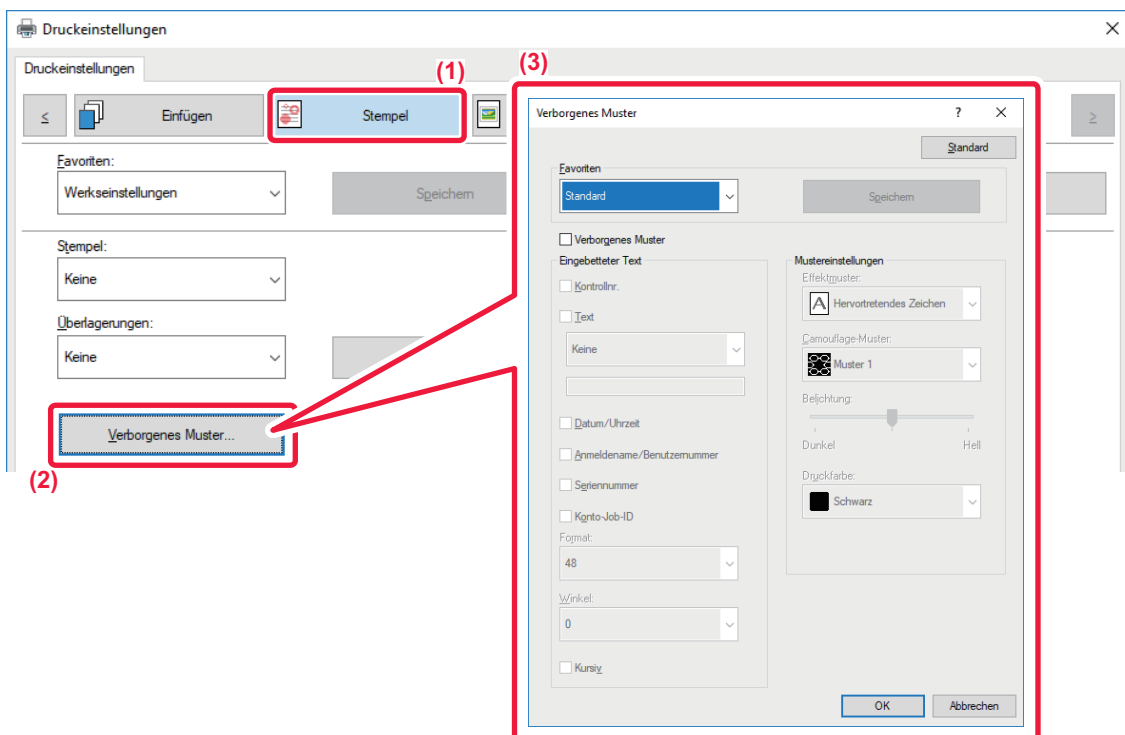 Druckeinstellungen
Druckeinstellungen
(1)
(3)
≤
Einfügen
Stempel
≥
Favoriten:
Werkseinstellungen
Speichern
Stempel:
Keine
Überlagerungen:
Keine
Verborgenes Muster...
(2)
Verborgenes Muster
?
Standard
Favoriten
Standard
Speichern
Verborgenes Muster
Eingebetteter Text
Kontrollnr.
Text
Keine
Datum/Uhrzeit
Anmeldename/Benutzernummer
Seriennummer
Konto-Job-ID
Format:
48
Winkel:
0
Kursiv
Mustereinstellungen
Effektmuster:
A Hervortretendes Zeichen
Camouflage-Muster:
Muster 1
Belichtung:
Dunkel Hell
Druckfarbe:
Schwarz
OK Abbrechen